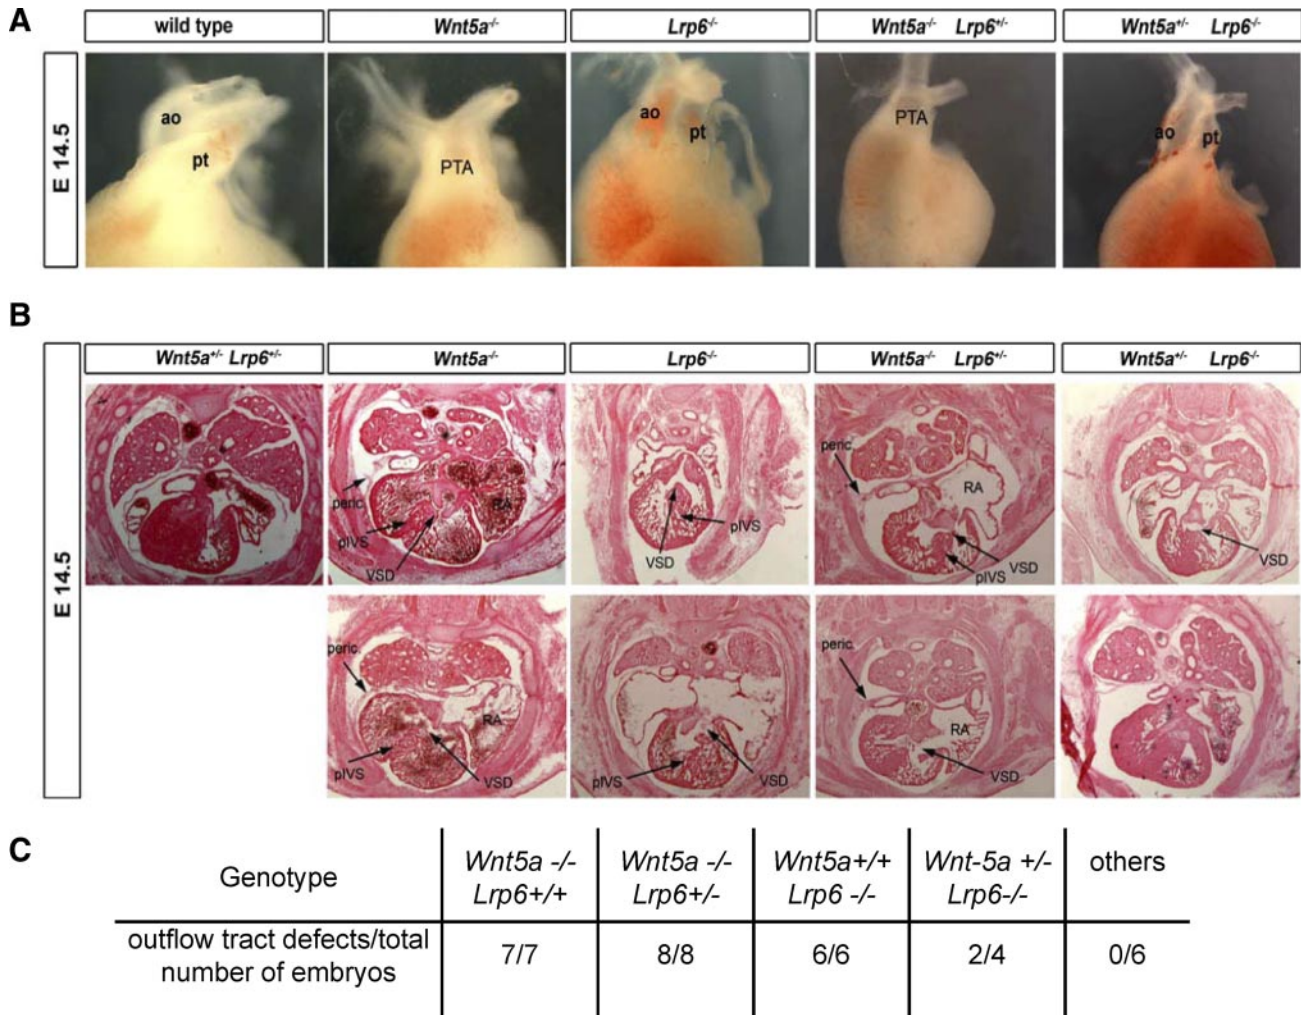 A
wild type
Wnt5a-/-
Lrp6-/-
Wnt5a-/- Lrp6+/-
Wnt5a+/- Lrp6-/-
E 14.5
ao
pt
PTA
ao
pt
PTA
ao
pt
B
Wnt5a+/- Lrp6+/-
Wnt5a-/-
Lrp6-/-
Wnt5a-/- Lrp6+/-
Wnt5a+/- Lrp6-/-
E 14.5
peric.
RA
pIVS
VSD
pIVS
VSD
peric.
RA
VSD
pIVS
VSD
peric.
RA
pIVS
VSD
pIVS
VSD
peric.
RA
VSD
C
Genotype
Wnt5a -/- Lrp6+/+
Wnt5a -/- Lrp6+/-
Wnt5a+/+ Lrp6 -/-
Wnt-5a +/- Lrp6-/-
others
outflow tract defects/total number of embryos
7/7
8/8
6/6
2/4
0/6